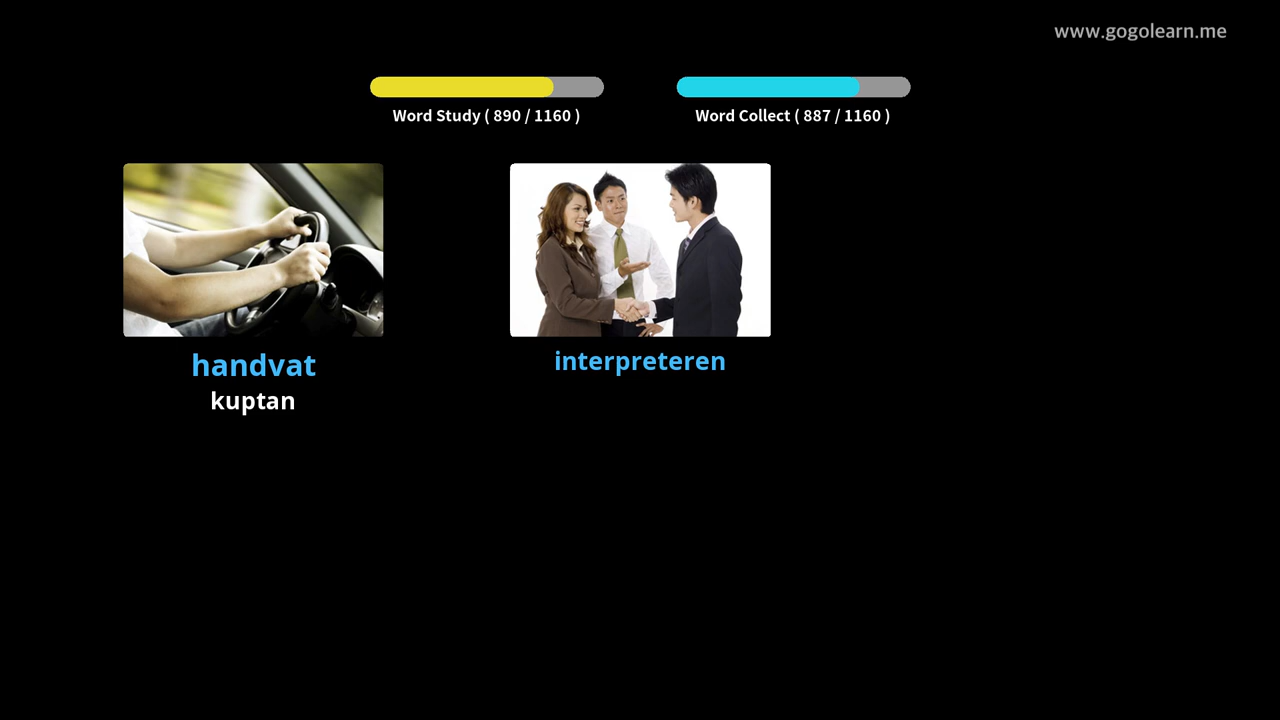 www.gogolearn.me
Word Study ( 890 / 1160 )
Word Collect ( 887 / 1160 )
handvat
kuptan
interpreteren